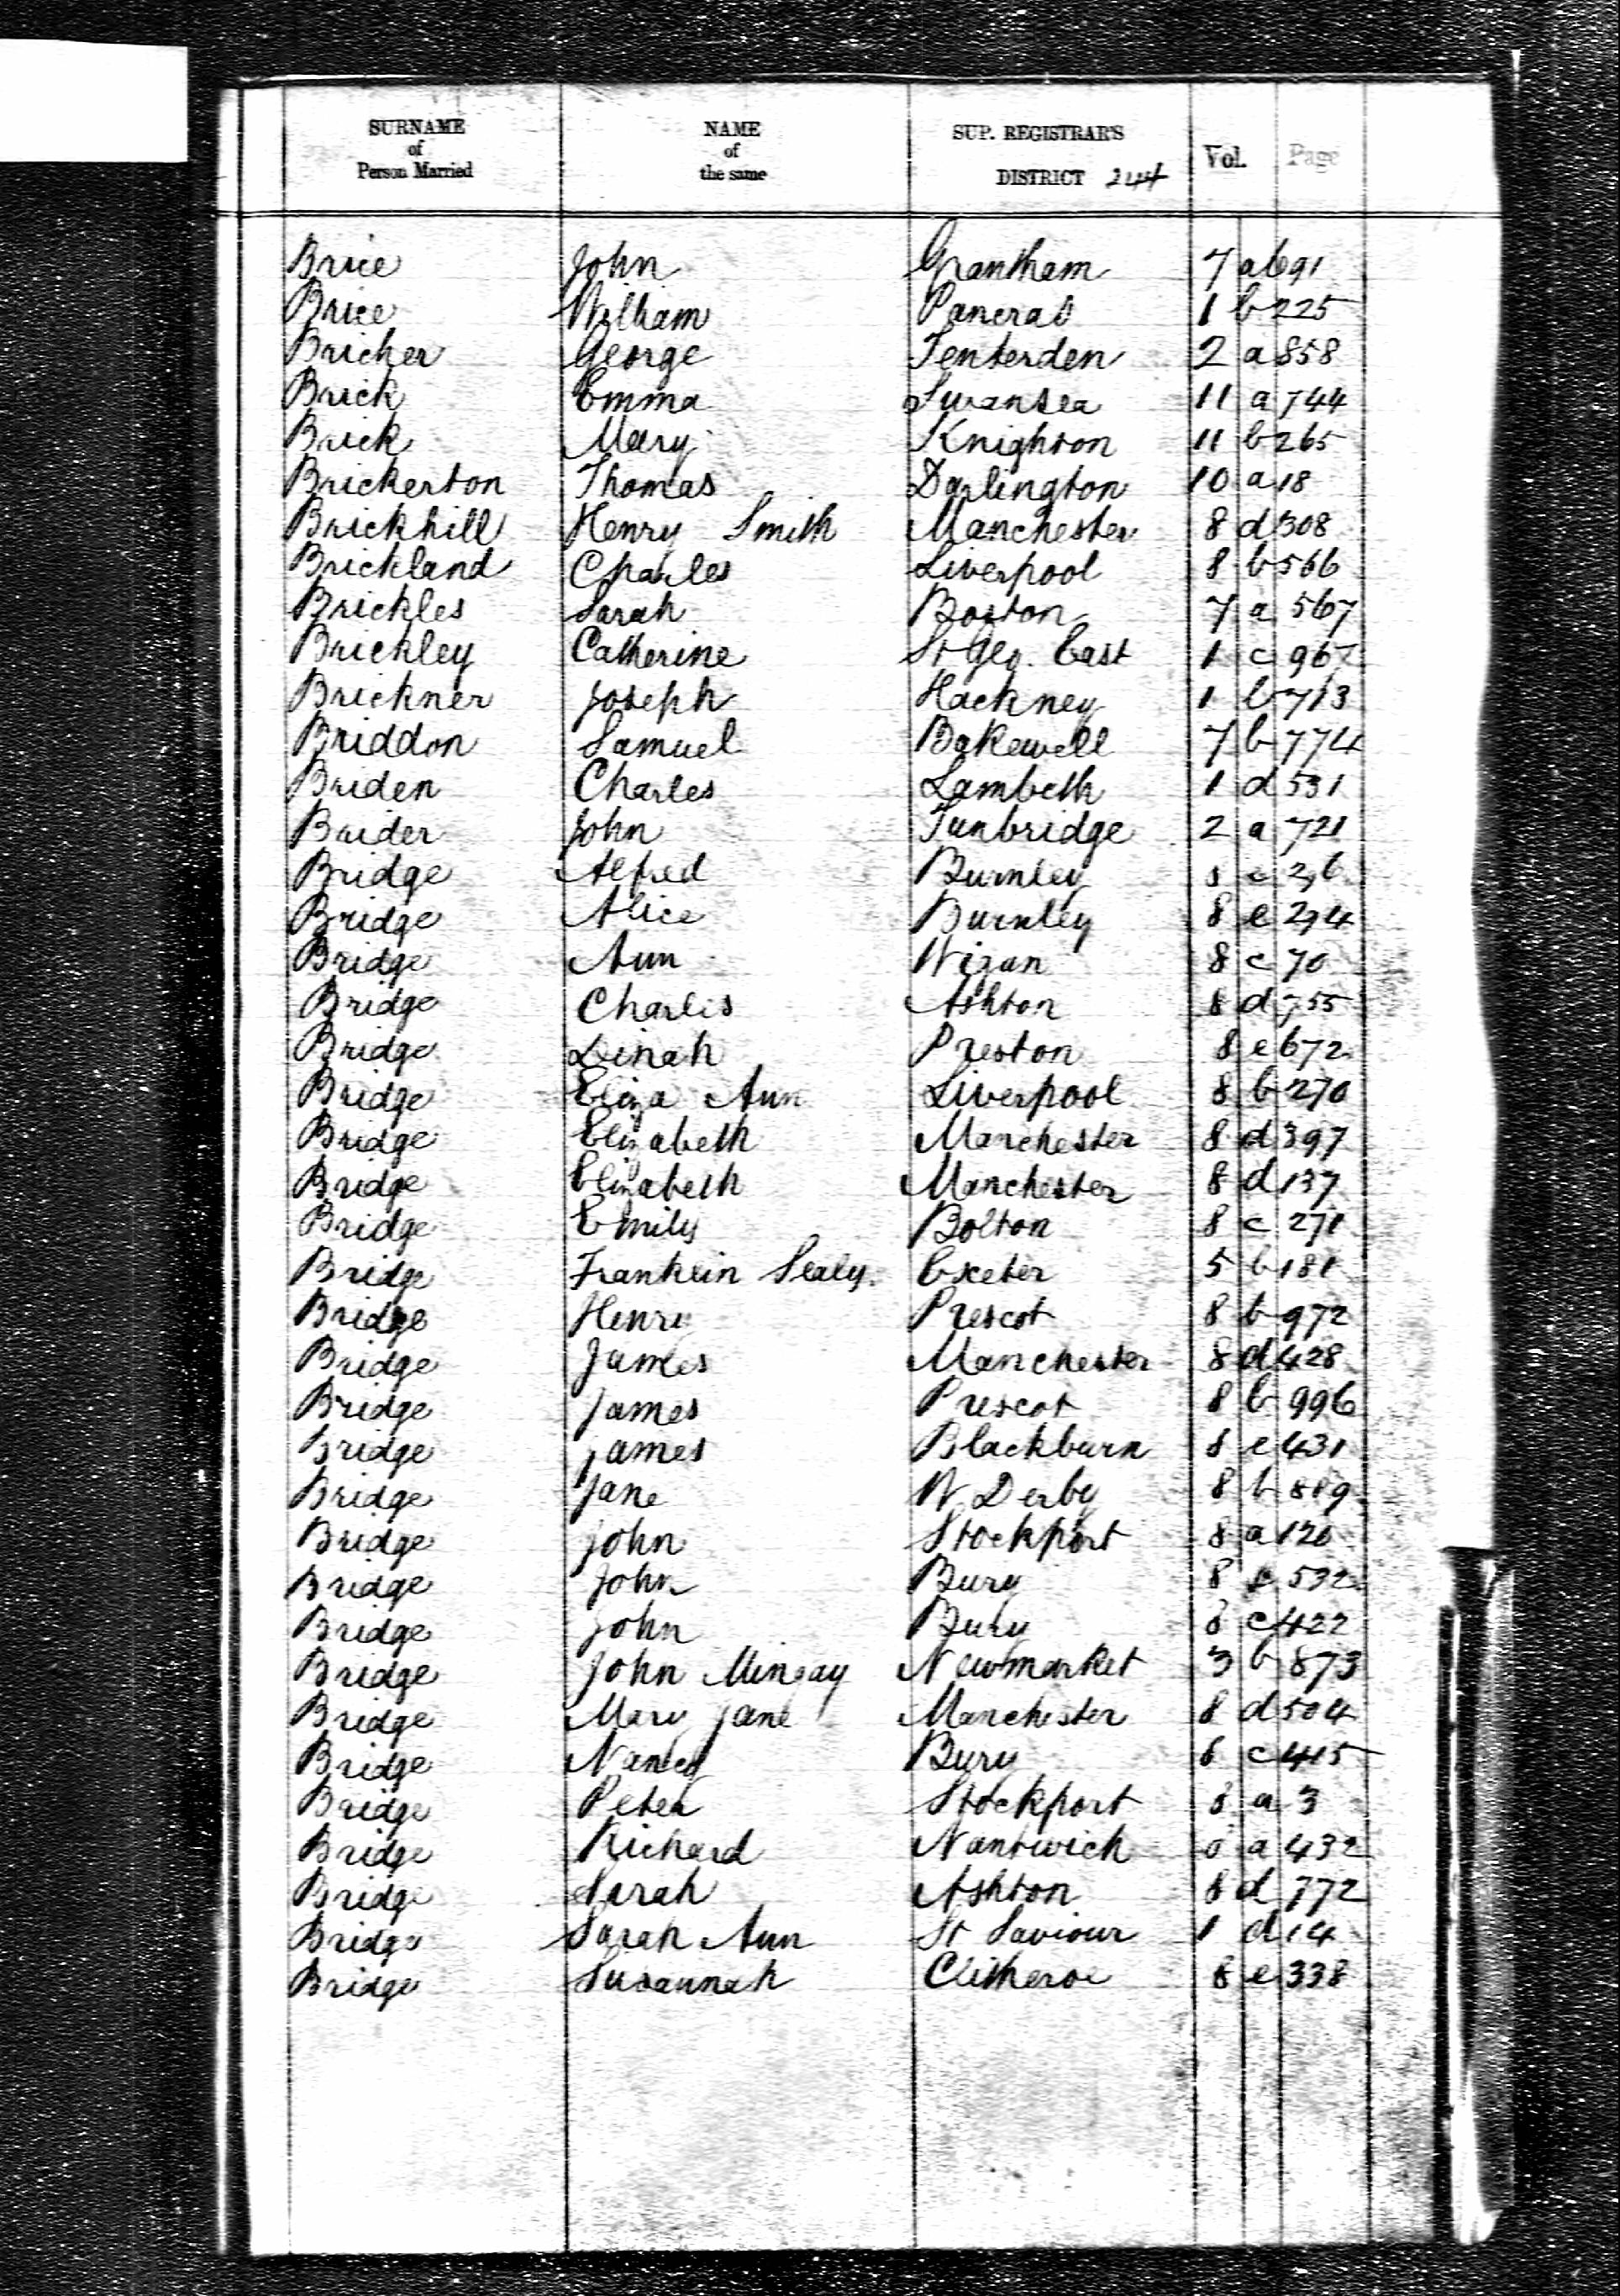 SURNAME of Person Married NAME of the same SUP. REGISTRAR'S DISTRICT 244 Vol. Page
Brice John Grantham 7 a 691
Brice William Pancras 1 b 225
Bricher George Tenterden 2 a 858
Brick Emma Swansea 11 a 744
Brick Mary Knighton 11 b 265
Brickerton Thomas Darlington 10 a 18
Brickhill Henry Smith Manchester 8 d 308
Brickland Charles Liverpool 8 b 566
Brickles Sarah Boston 7 a 567
Brickley Catherine St Geo. East 1 c 967
Brickner Joseph Hackney 1 b 713
Briddon Samuel Bakewell 7 b 774
Briden Charles Lambeth 1 d 531
Brider John Tunbridge 2 a 721
Bridge Alfred Burnley 8 e
Bridge Alice Burnley 8 e 294
Bridge Ann Wigan 8 c 70
Bridge Charles Ashton 8 d 755
Bridge Dinah Preston 8 e 672
Bridge Eliza Ann Liverpool 8 b 270
Bridge Elizabeth Manchester 8 d 397
Bridge Elizabeth Manchester 8 d 137
Bridge Emily Bolton 8 c 271
Bridge Franklin Sealy. Exeter 5 b 181
Bridge Henry Prescot 8 b 972
Bridge James Manchester 8 d 428
Bridge James Prescot 8 b 996
Bridge James Blackburn 8 e 431
Bridge Jane W Derby 8 b 889
Bridge John Stockport 8 a 120
Bridge John Bury 8 532
Bridge John Bury 8 c 422
Bridge John Mingay Newmarket 3 b 873
Bridge Mary Jane Manchester 8 d 504
Bridge Nancy Bury 8 c 415
Bridge Peter Stockport 8 a 3
Bridge Richard Nantwich 8 a 432
Bridge Sarah Ashton 8 d 772
Bridge Sarah Ann St Saviour 1 d 14
Bridge Susannah Clitheroe 8 e 338